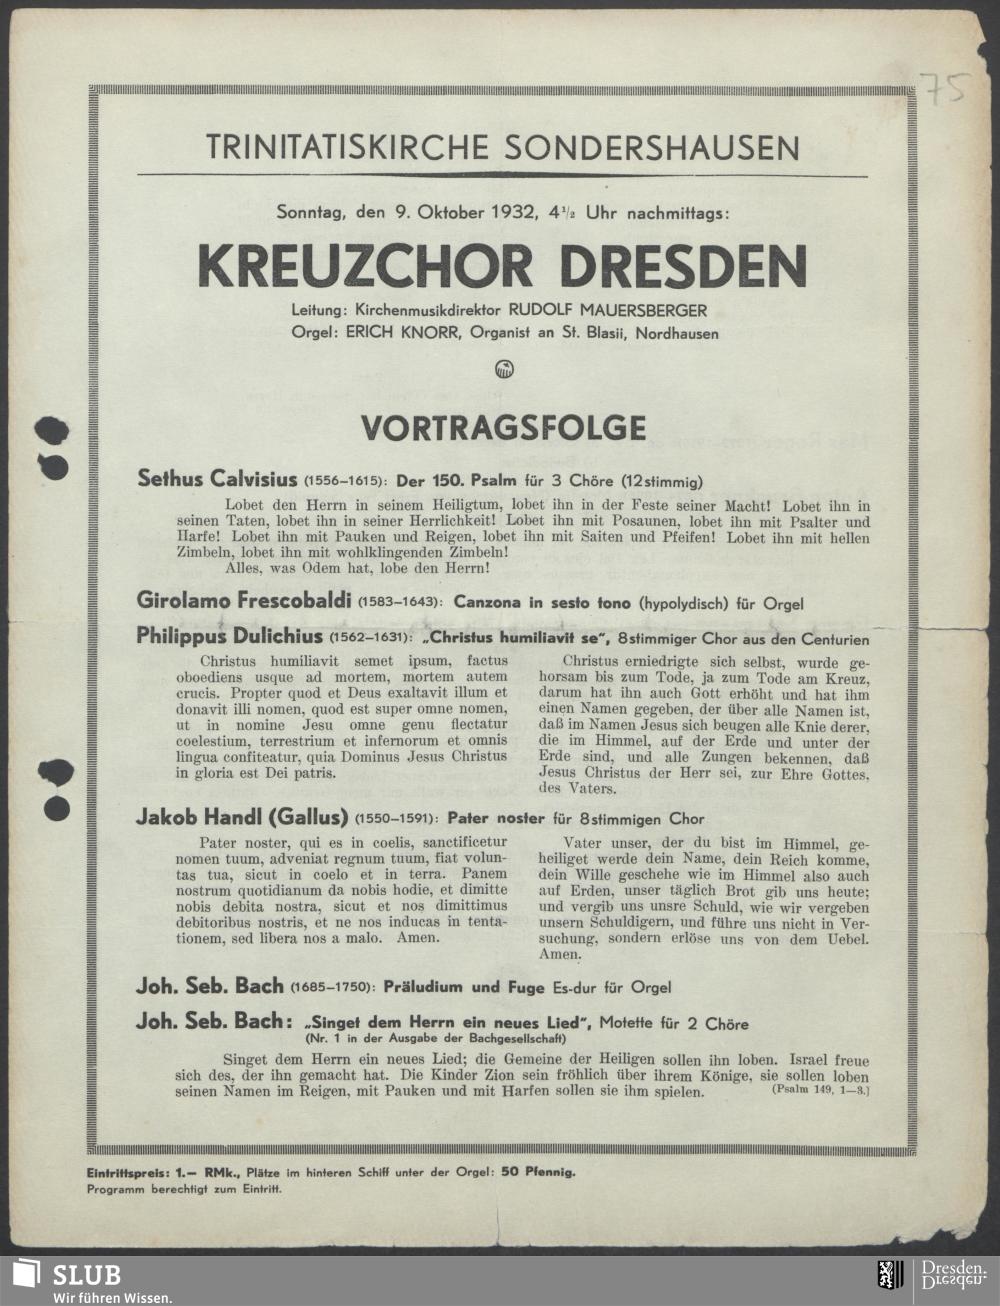 75
TRINITATISKIRCHE SONDERSHAUSEN
Sonntag, den 9. Oktober 1932, 4¹/₂ Uhr nachmittags:
KREUZCHOR DRESDEN
Leitung: Kirchenmusikdirektor RUDOLF MAUERSBERGER
Orgel: ERICH KNORR, Organist an St. Blasii, Nordhausen
VORTRAGSFOLGE
Sethus Calvisius (1556–1615): Der 150. Psalm für 3 Chöre (12stimmig)
Lobet den Herrn in seinem Heiligtum, lobet ihn in der Feste seiner Macht! Lobet ihn in
seinen Taten, lobet ihn in seiner Herrlichkeit! Lobet ihn mit Posaunen, lobet ihn mit Psalter und
Harfe! Lobet ihn mit Pauken und Reigen, lobet ihn mit Saiten und Pfeifen! Lobet ihn mit hellen
Zimbeln, lobet ihn mit wohlklingenden Zimbeln!
Alles, was Odem hat, lobe den Herrn!
Girolamo Frescobaldi (1583–1643): Canzona in sesto tono (hypolydisch) für Orgel
Philippus Dulichius (1562–1631): „Christus humiliavit se“, 8stimmiger Chor aus den Centurien
Christus humiliavit semet ipsum, factus
oboediens usque ad mortem, mortem autem
crucis. Propter quod et Deus exaltavit illum et
donavit illi nomen, quod est super omne nomen,
ut in nomine Jesu omne genu flectatur
coelestium, terrestrium et infernorum et omnis
lingua confiteatur, quia Dominus Jesus Christus
in gloria est Dei patris.
Christus erniedrigte sich selbst, wurde ge-
horsam bis zum Tode, ja zum Tode am Kreuz,
darum hat ihn auch Gott erhöht und hat ihm
einen Namen gegeben, der über alle Namen ist,
daß im Namen Jesus sich beugen alle Knie derer,
die im Himmel, auf der Erde und unter der
Erde sind, und alle Zungen bekennen, daß
Jesus Christus der Herr sei, zur Ehre Gottes,
des Vaters.
Jakob Handl (Gallus) (1550–1591): Pater noster für 8stimmigen Chor
Pater noster, qui es in coelis, sanctificetur
nomen tuum, adveniat regnum tuum, fiat volun-
tas tua, sicut in coelo et in terra. Panem
nostrum quotidianum da nobis hodie, et dimitte
nobis debita nostra, sicut et nos dimittimus
debitoribus nostris, et ne nos inducas in tenta-
tionem, sed libera nos a malo. Amen.
Vater unser, der du bist im Himmel, ge-
heiliget werde dein Name, dein Reich komme,
dein Wille geschehe wie im Himmel also auch
auf Erden, unser täglich Brot gib uns heute;
und vergib uns unsre Schuld, wie wir vergeben
unsern Schuldigern, und führe uns nicht in Ver-
suchung, sondern erlöse uns von dem Uebel.
Amen.
Joh. Seb. Bach (1685–1750): Präludium und Fuge Es-dur für Orgel
Joh. Seb. Bach: „Singet dem Herrn ein neues Lied“, Motette für 2 Chöre
(Nr. 1 in der Ausgabe der Bachgesellschaft)
Singet dem Herrn ein neues Lied; die Gemeine der Heiligen sollen ihn loben. Israel freue
sich des, der ihn gemacht hat. Die Kinder Zion sein fröhlich über ihrem Könige, sie sollen loben
seinen Namen im Reigen, mit Pauken und mit Harfen sollen sie ihm spielen. (Psalm 149, 1—3.)
Eintrittspreis: 1.— RMk., Plätze im hinteren Schiff unter der Orgel: 50 Pfennig.
Programm berechtigt zum Eintritt.
SLUB
Wir führen Wissen.
Dresden.
Dresden.